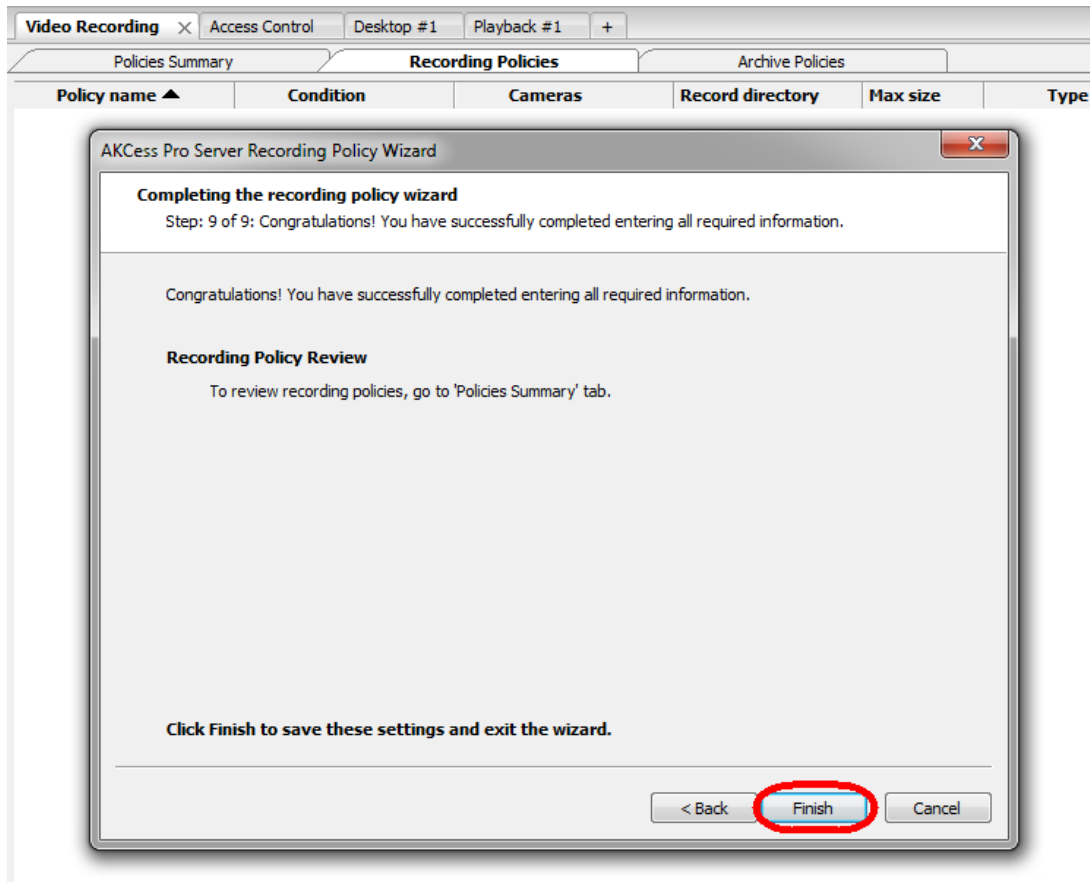 Video Recording Access Control Desktop #1 Playback #1 +
Policies Summary Recording Policies Archive Policies
Policy name Condition Cameras Record directory Max size Type
AKCess Pro Server Recording Policy Wizard
Completing the recording policy wizard
Step: 9 of 9: Congratulations! You have successfully completed entering all required information.
Congratulations! You have successfully completed entering all required information.
Recording Policy Review
To review recording policies, go to 'Policies Summary' tab.
Click Finish to save these settings and exit the wizard.
< Back Finish Cancel